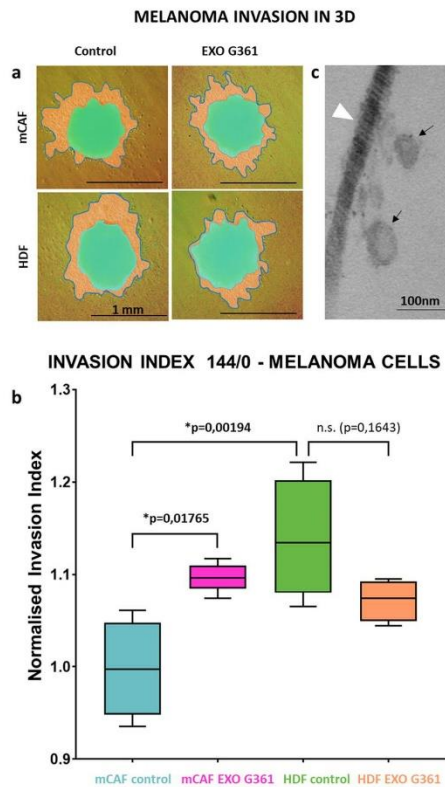 MELANOMA INVASION IN 3D
Control
EXO G361
a
c
mCAF
HDF
1 mm
100nm
INVASION INDEX 144/0 - MELANOMA CELLS
b
Normalised Invasion Index
1.3
1.2
1.1
1.0
0.9
*p=0,00194
n.s. (p=0,1643)
*p=0,01765
mCAF control
mCAF EXO G361
HDF control
HDF EXO G361